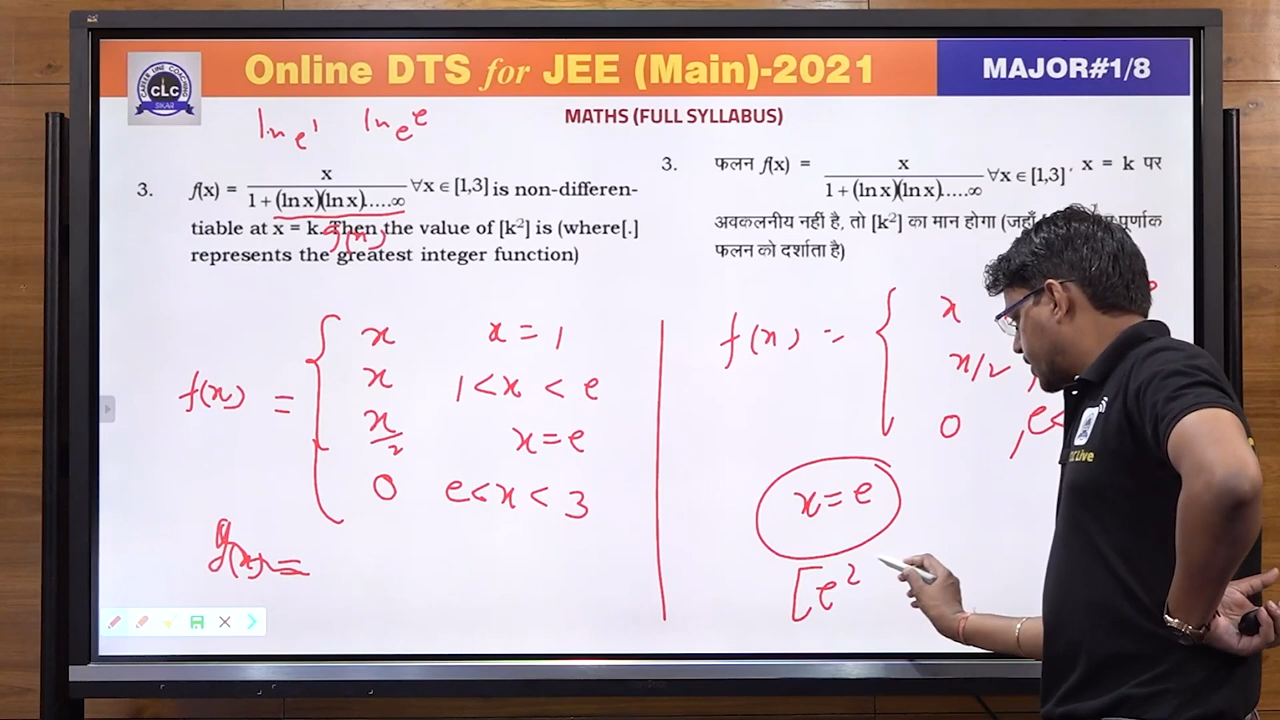 Online DTS for JEE (Main)-2021
MAJOR#1/8
CAREER LINE COACHING
CLC
SIKAR
MATHS (FULL SYLLABUS)
ln e¹ ln e^e
3. f(x) = x / 1 + (ln x)(ln x).....∞ ∀x ∈ [1,3] is non-differen-
tiable at x = k. Then the value of [k²] is (where[.]
represents the greatest integer function)
g(x)
3. फलन f(x) = x / 1 + (ln x)(ln x).....∞ ∀x ∈ [1,3], x = k पर
अवकलनीय नहीं है, तो [k²] का मान होगा (जहाँ पूर्णांक
फलन को दर्शाता है)
f(x) = {
x x = 1
x 1 < x < e
x/2 x = e
0 e < x < 3
g(x) =
f(x) = {
x
x/2 ,
0 , e <
x = e
[e²
Live